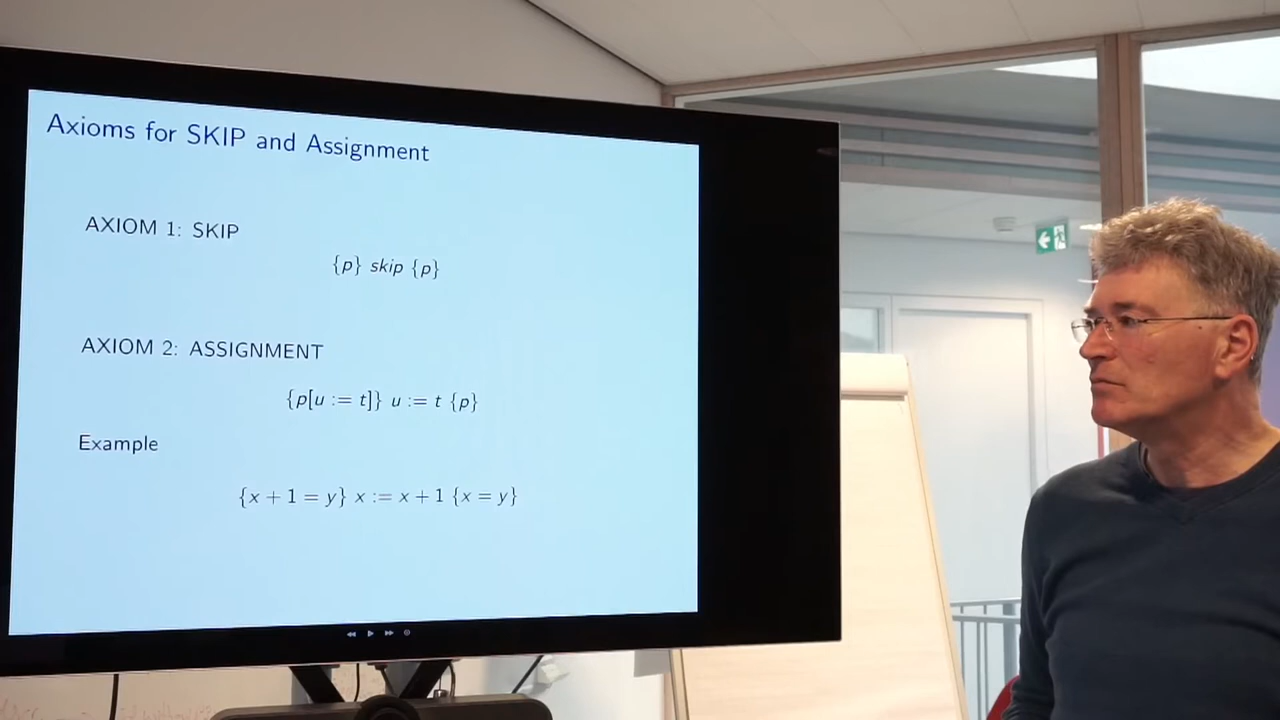 Axioms for SKIP and Assignment
AXIOM 1: SKIP
{p} skip {p}
AXIOM 2: ASSIGNMENT
{p[u := t]} u := t {p}
Example
{x + 1 = y} x := x + 1 {x = y}